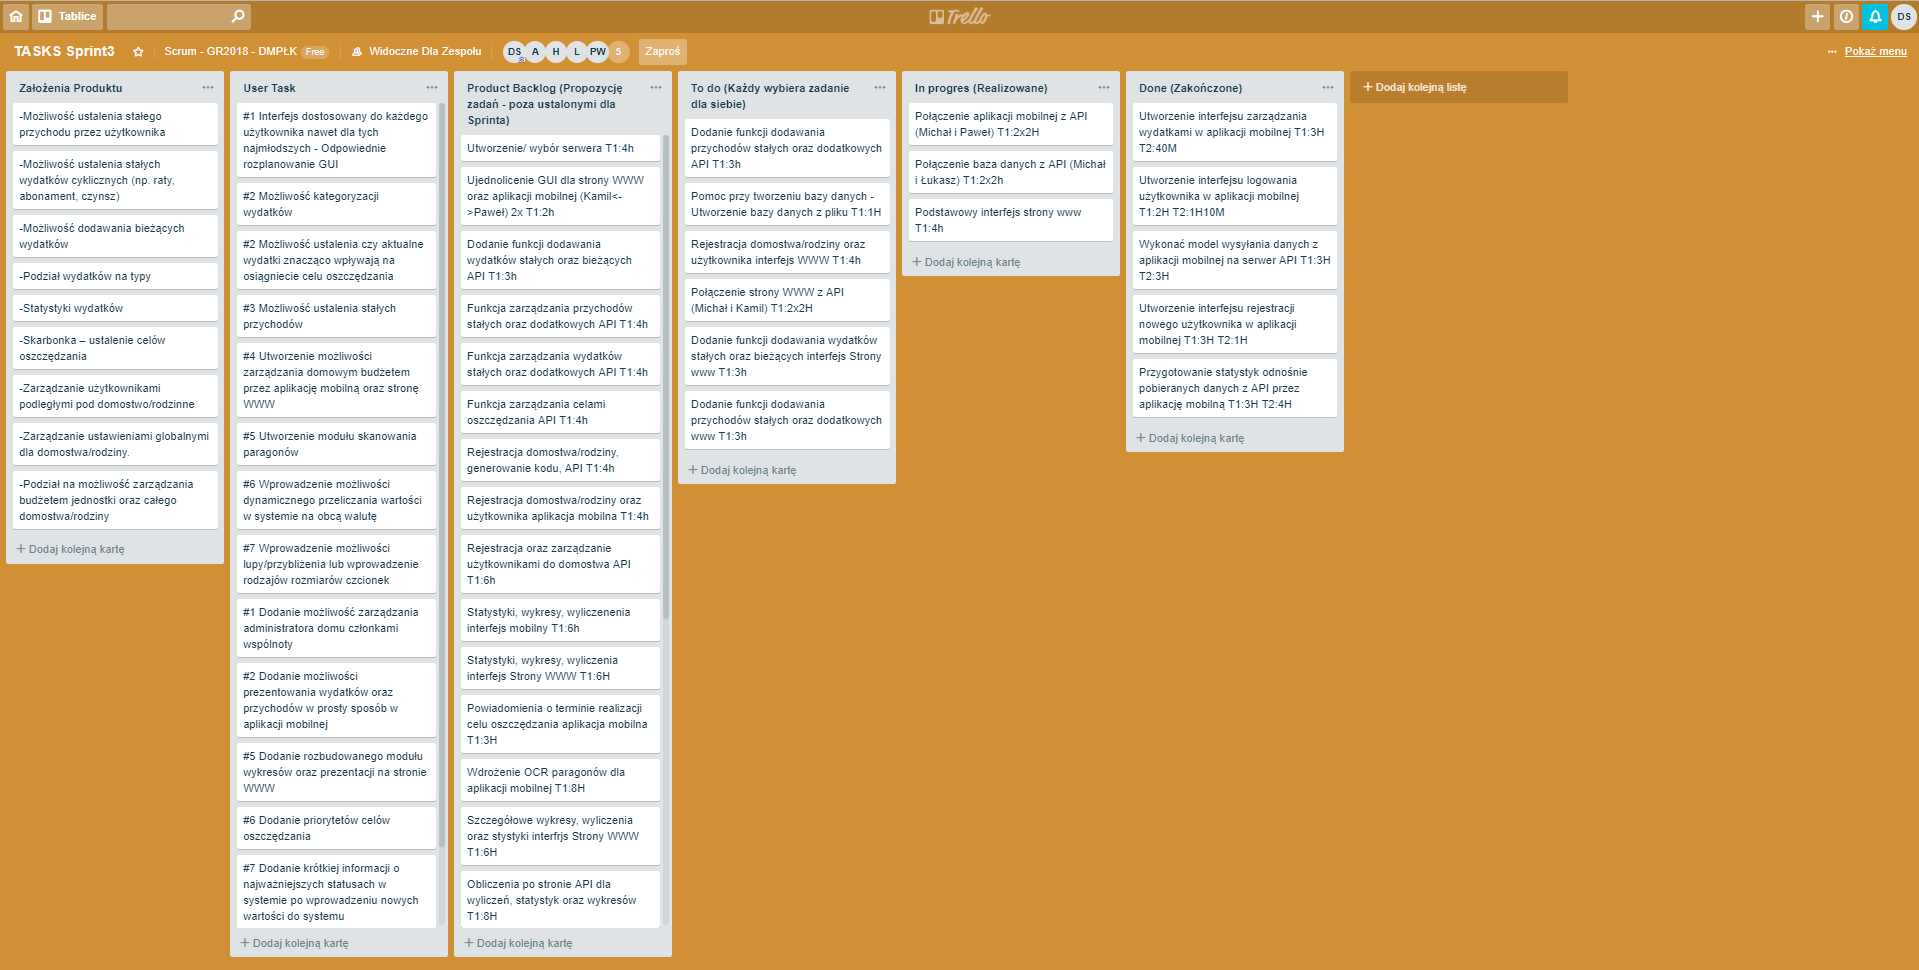 Tablice
Trello
DS
TASKS Sprint3
Scrum - GR2018 - DMPŁK Free
Widoczne Dla Zespołu
DS A H L PW 5
Zaproś
Pokaż menu
Założenia Produktu
-Możliwość ustalenia stałego
przychodu przez użytkownika
-Możliwość ustalenia stałych
wydatków cyklicznych (np. raty,
abonament, czynsz)
-Możliwość dodawania bieżących
wydatków
-Podział wydatków na typy
-Statystyki wydatków
-Skarbonka – ustalenie celów
oszczędzania
-Zarządzanie użytkownikami
podległymi pod domostwo/rodzinne
-Zarządzanie ustawieniami globalnymi
dla domostwa/rodziny.
-Podział na możliwość zarządzania
budżetem jednostki oraz całego
domostwa/rodziny
Dodaj kolejną kartę
User Task
#1 Interfejs dostosowany do każdego
użytkownika nawet dla tych
najmłodszych - Odpowiednie
rozplanowanie GUI
#2 Możliwość kategoryzacji
wydatków
#2 Możliwość ustalenia czy aktualne
wydatki znacząco wpływają na
osiągniecie celu oszczędzania
#3 Możliwość ustalenia stałych
przychodów
#4 Utworzenie możliwości
zarządzania domowym budżetem
przez aplikację mobilną oraz stronę
WWW
#5 Utworzenie modułu skanowania
paragonów
#6 Wprowadzenie możliwości
dynamicznego przeliczania wartości
w systemie na obcą walutę
#7 Wprowadzenie możliwości
lupy/przybliżenia lub wprowadzenie
rodzajów rozmiarów czcionek
#1 Dodanie możliwość zarządzania
administratora domu członkami
wspólnoty
#2 Dodanie możliwości
prezentowania wydatków oraz
przychodów w prosty sposób w
aplikacji mobilnej
#5 Dodanie rozbudowanego modułu
wykresów oraz prezentacji na stronie
WWW
#6 Dodanie priorytetów celów
oszczędzania
#7 Dodanie krótkiej informacji o
najważniejszych statusach w
systemie po wprowadzeniu nowych
wartości do systemu
Dodaj kolejną kartę
Product Backlog (Propozycję
zadań - poza ustalonymi dla
Sprinta)
Utworzenie/ wybór serwera T1:4h
Ujednolicenie GUI dla strony WWW
oraz aplikacji mobilnej (Kamil<-
>Paweł) 2x T1:2h
Dodanie funkcji dodawania
wydatków stałych oraz bieżących
API T1:3h
Funkcja zarządzania przychodów
stałych oraz dodatkowych API T1:4h
Funkcja zarządzania wydatków
stałych oraz dodatkowych API T1:4h
Funkcja zarządzania celami
oszczędzania API T1:4h
Rejestracja domostwa/rodziny,
generowanie kodu, API T1:4h
Rejestracja domostwa/rodziny oraz
użytkownika aplikacja mobilna T1:4h
Rejestracja oraz zarządzanie
użytkownikami do domostwa API
T1:6h
Statystyki, wykresy, wyliczenenia
interfejs mobilny T1:6h
Statystyki, wykresy, wyliczenia
interfejs Strony WWW T1:6H
Powiadomienia o terminie realizacji
celu oszczędzania aplikacja mobilna
T1:3H
Wdrożenie OCR paragonów dla
aplikacji mobilnej T1:8H
Szczegółowe wykresy, wyliczenia
oraz stystyki interfrjs Strony WWW
T1:6H
Obliczenia po stronie API dla
wyliczeń, statystyk oraz wykresów
T1:8H
Dodaj kolejną kartę
To do (Każdy wybiera zadanie
dla siebie)
Dodanie funkcji dodawania
przychodów stałych oraz dodatkowych
API T1:3h
Pomoc przy tworzeniu bazy danych -
Utworzenie bazy danych z pliku T1:1H
Rejestracja domostwa/rodziny oraz
użytkownika interfejs WWW T1:4h
Połączenie strony WWW z API
(Michał i Kamil) T1:2x2H
Dodanie funkcji dodawania wydatków
stałych oraz bieżących interfejs Strony
www T1:3h
Dodanie funkcji dodawania
przychodów stałych oraz dodatkowych
www T1:3h
Dodaj kolejną kartę
In progres (Realizowane)
Połączenie aplikacji mobilnej z API
(Michał i Paweł) T1:2x2H
Połączenie baza danych z API (Michał
i Łukasz) T1:2x2h
Podstawowy interfejs strony www
T1:4h
Dodaj kolejną kartę
Done (Zakończone)
Utworzenie interfejsu zarządzania
wydatkami w aplikacji mobilnej T1:3H
T2:40M
Utworzenie interfejsu logowania
użytkownika w aplikacji mobilnej
T1:2H T2:1H10M
Wykonać model wysyłania danych z
aplikacji mobilnej na serwer API T1:3H
T2:3H
Utworzenie interfejsu rejestracji
nowego użytkownika w aplikacji
mobilnej T1:3H T2:1H
Przygotowanie statystyk odnośnie
pobieranych danych z API przez
aplikację mobilną T1:3H T2:4H
Dodaj kolejną kartę
Dodaj kolejną listę